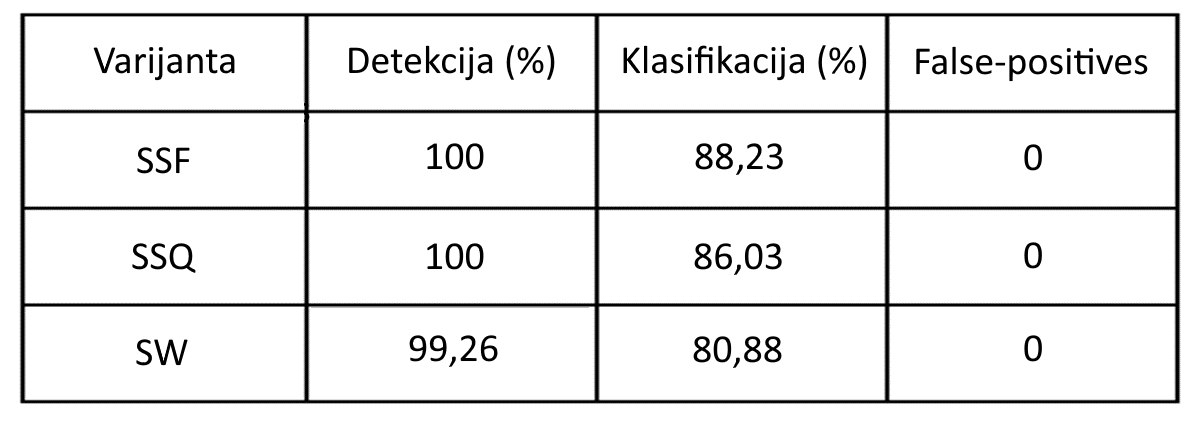 Varijanta Detekcija (%) Klasifikacija (%) False-positives
SSF 100 88,23 0
SSQ 100 86,03 0
SW 99,26 80,88 0